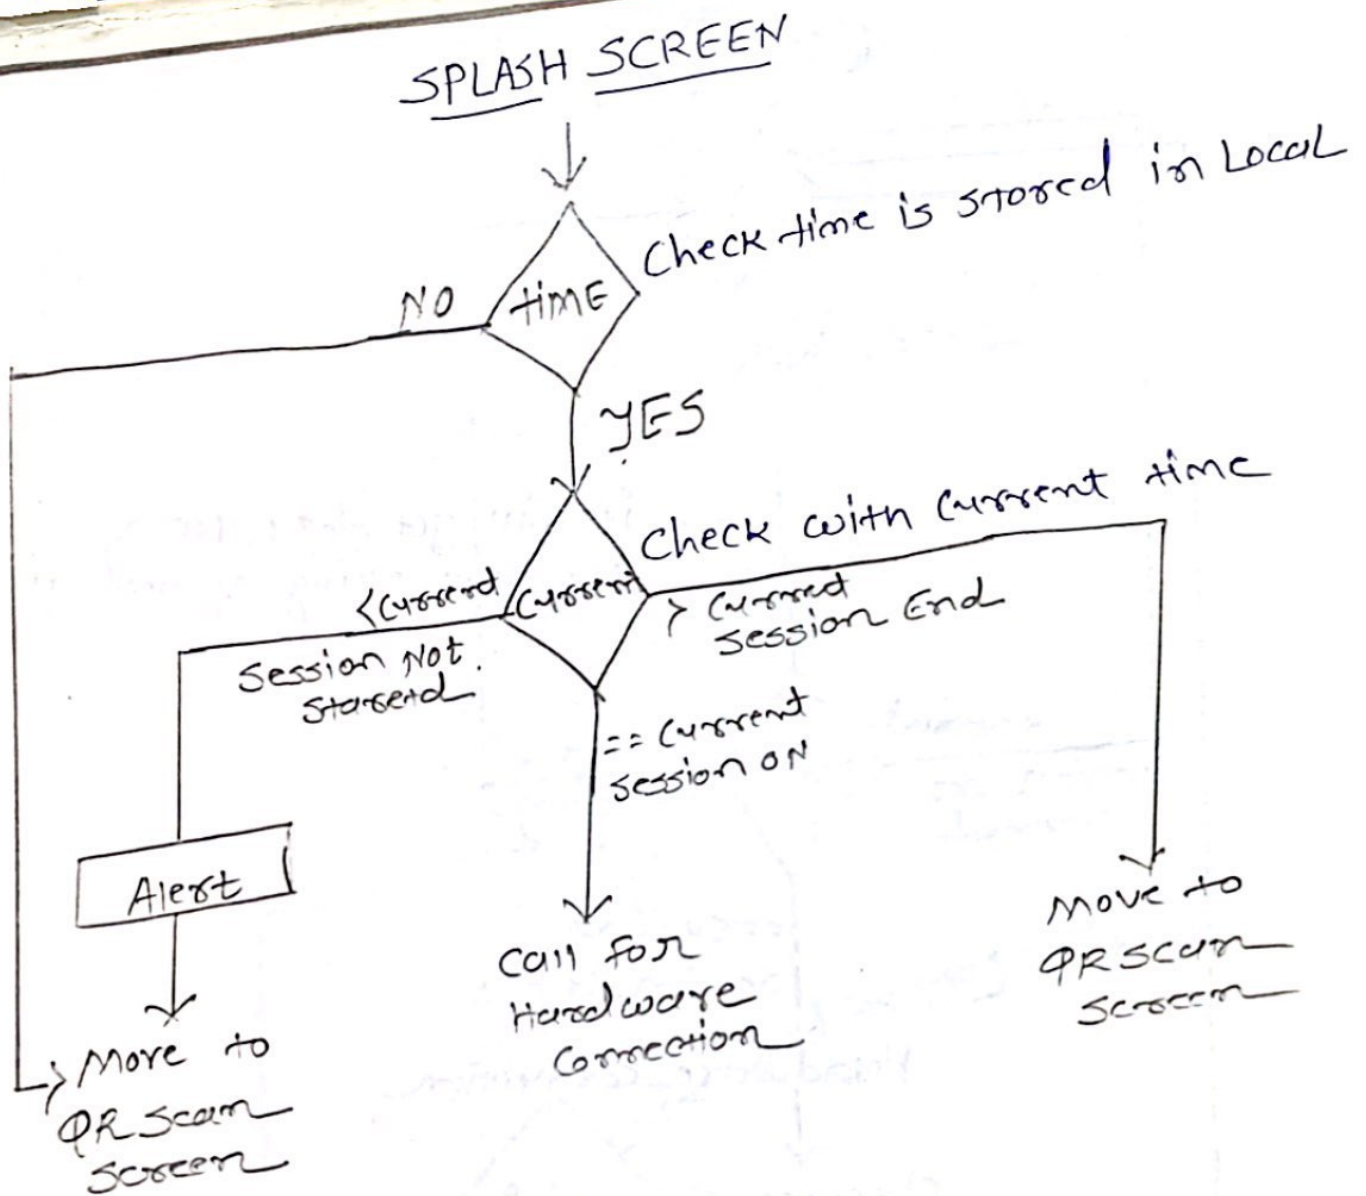 SPLASH SCREEN
Check time is stored in Local
NO
time
YES
Check with Current time
< Current
Current
> Current
Session End
Session Not
Stareted
== Current
Session ON
Alert
Call for
Hardware
Connection
Move to
QR Scan
Screen
Move to
QR Scan
Screen